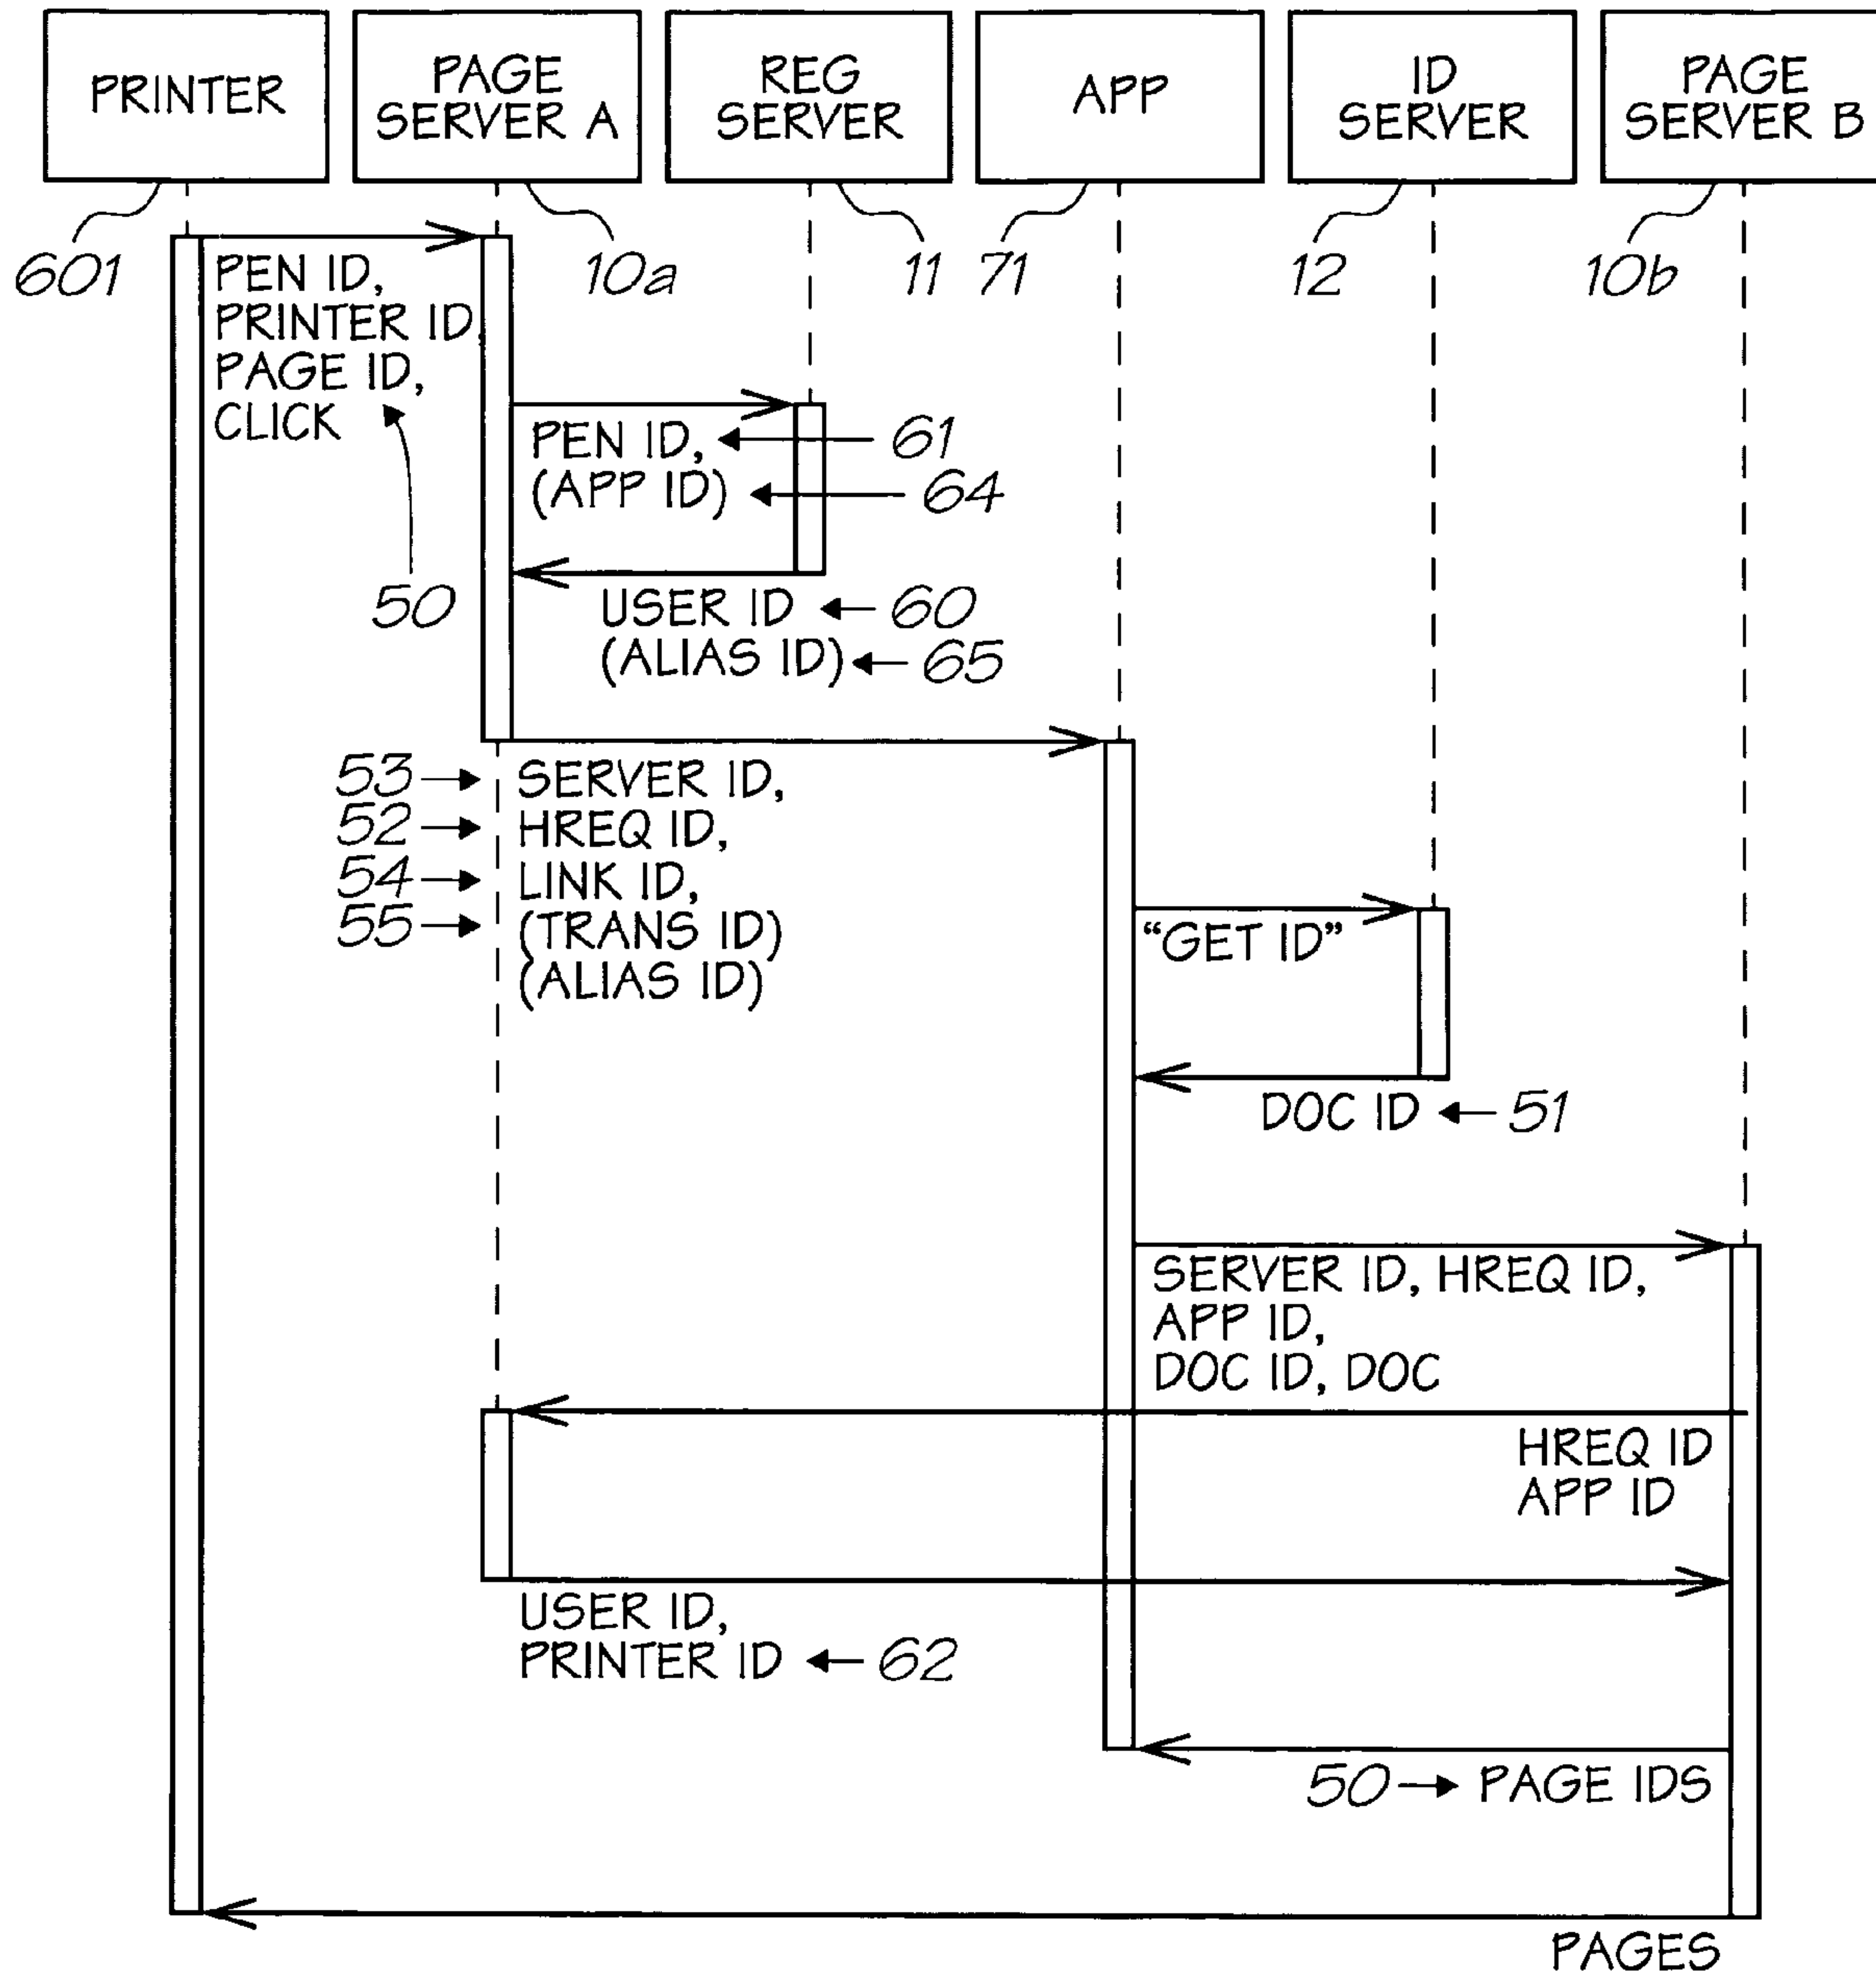 PRINTER
PAGE
SERVER A
REG
SERVER
APP
ID
SERVER
PAGE
SERVER B
601
10a
11
71
12
10b
PEN ID,
PRINTER ID
PAGE ID,
CLICK
50
PEN ID,
(APP ID)
61
64
USER ID
(ALIAS ID)
60
65
53
52
54
55
SERVER ID,
HREQ ID,
LINK ID,
(TRANS ID)
(ALIAS ID)
"GET ID"
DOC ID
51
SERVER ID, HREQ ID,
APP ID,
DOC ID, DOC
HREQ ID
APP ID
USER ID,
PRINTER ID
62
50
PAGE IDS
PAGES